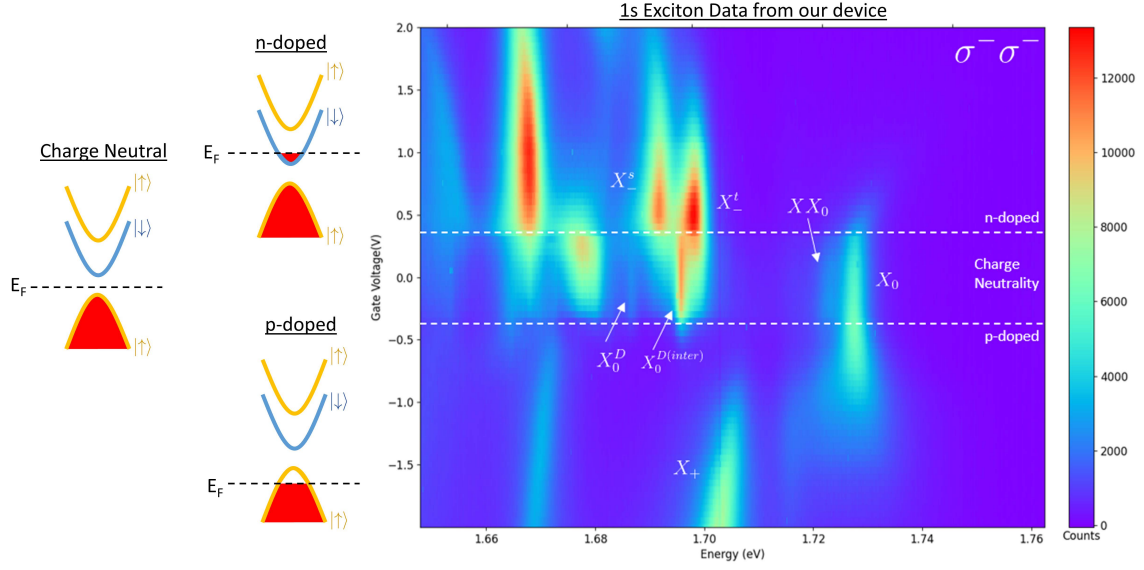 1s Exciton Data from our device
n-doped
|↑⟩
|↓⟩
E_F
|↑⟩
Charge Neutral
|↑⟩
|↓⟩
E_F
|↑⟩
p-doped
|↑⟩
|↓⟩
E_F
|↑⟩
σ⁻σ⁻
Gate Voltage(V)
2.0
1.5
1.0
0.5
0.0
−0.5
−1.0
−1.5
X_−^s
X_−^t
XX_0
X_0
X_0^D
X_0^{D(inter)}
X_+
n-doped
Charge
Neutrality
p-doped
1.66
1.68
1.70
1.72
1.74
1.76
Energy (eV)
12000
10000
8000
6000
4000
2000
0
Counts